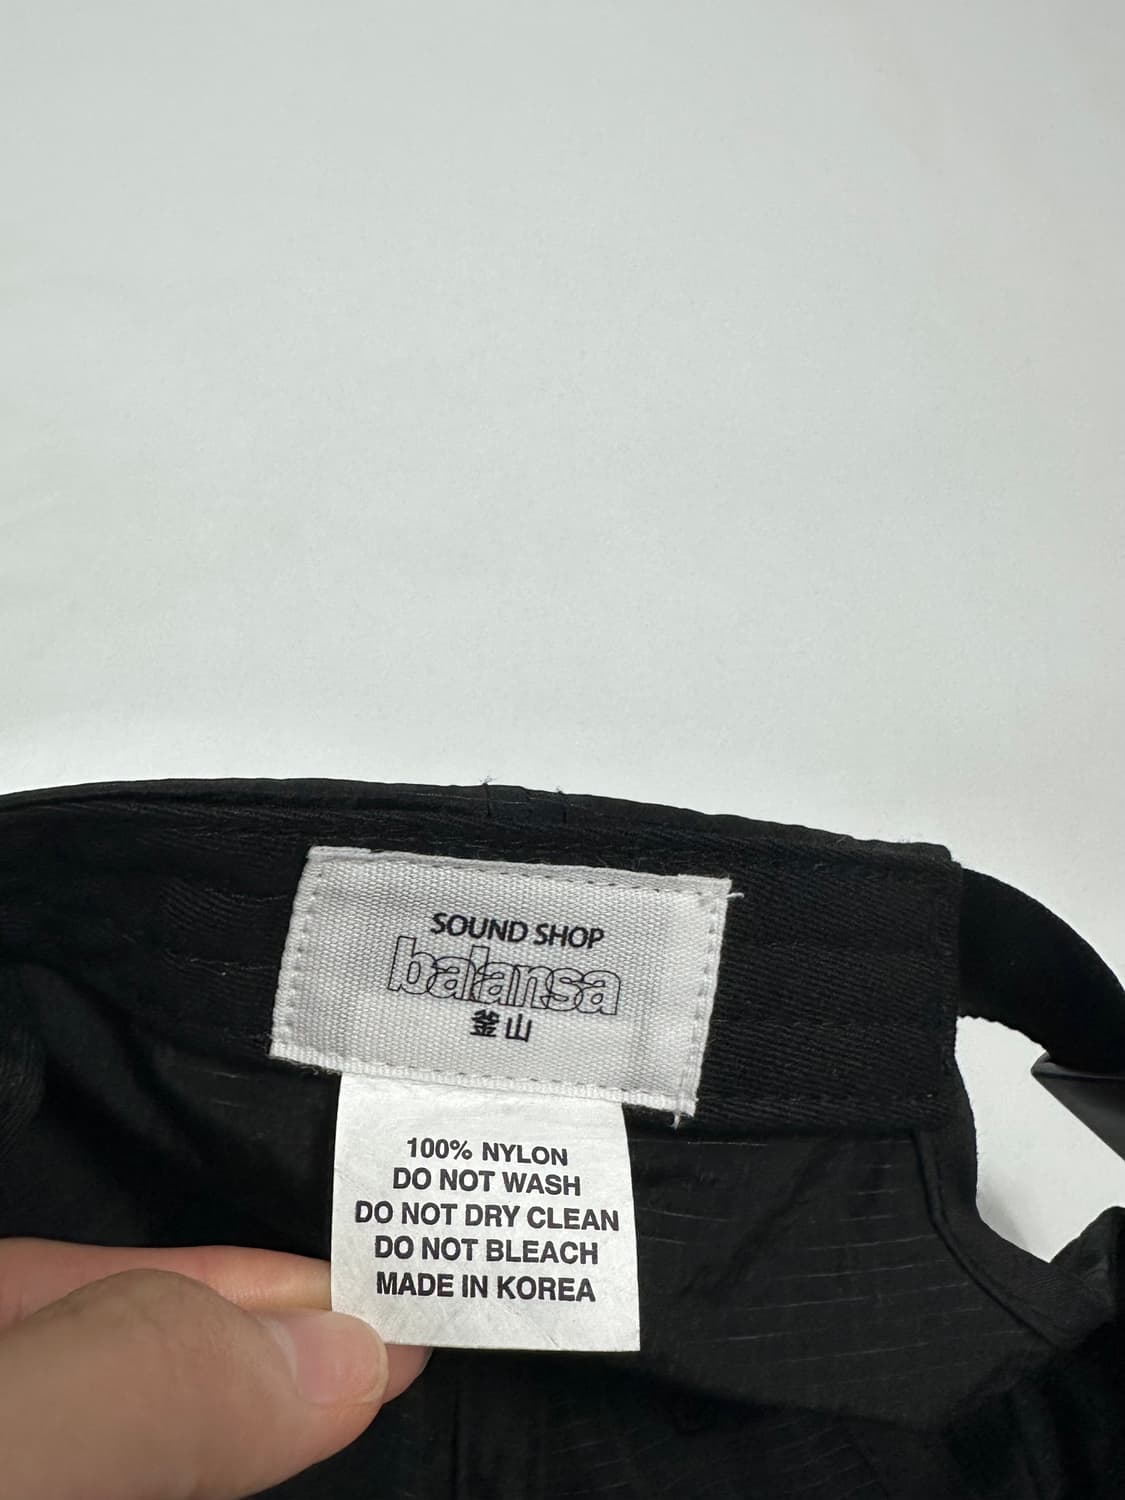 SOUND SHOP
balansa
釜山
100% NYLON
DO NOT WASH
DO NOT DRY CLEAN
DO NOT BLEACH
MADE IN KOREA